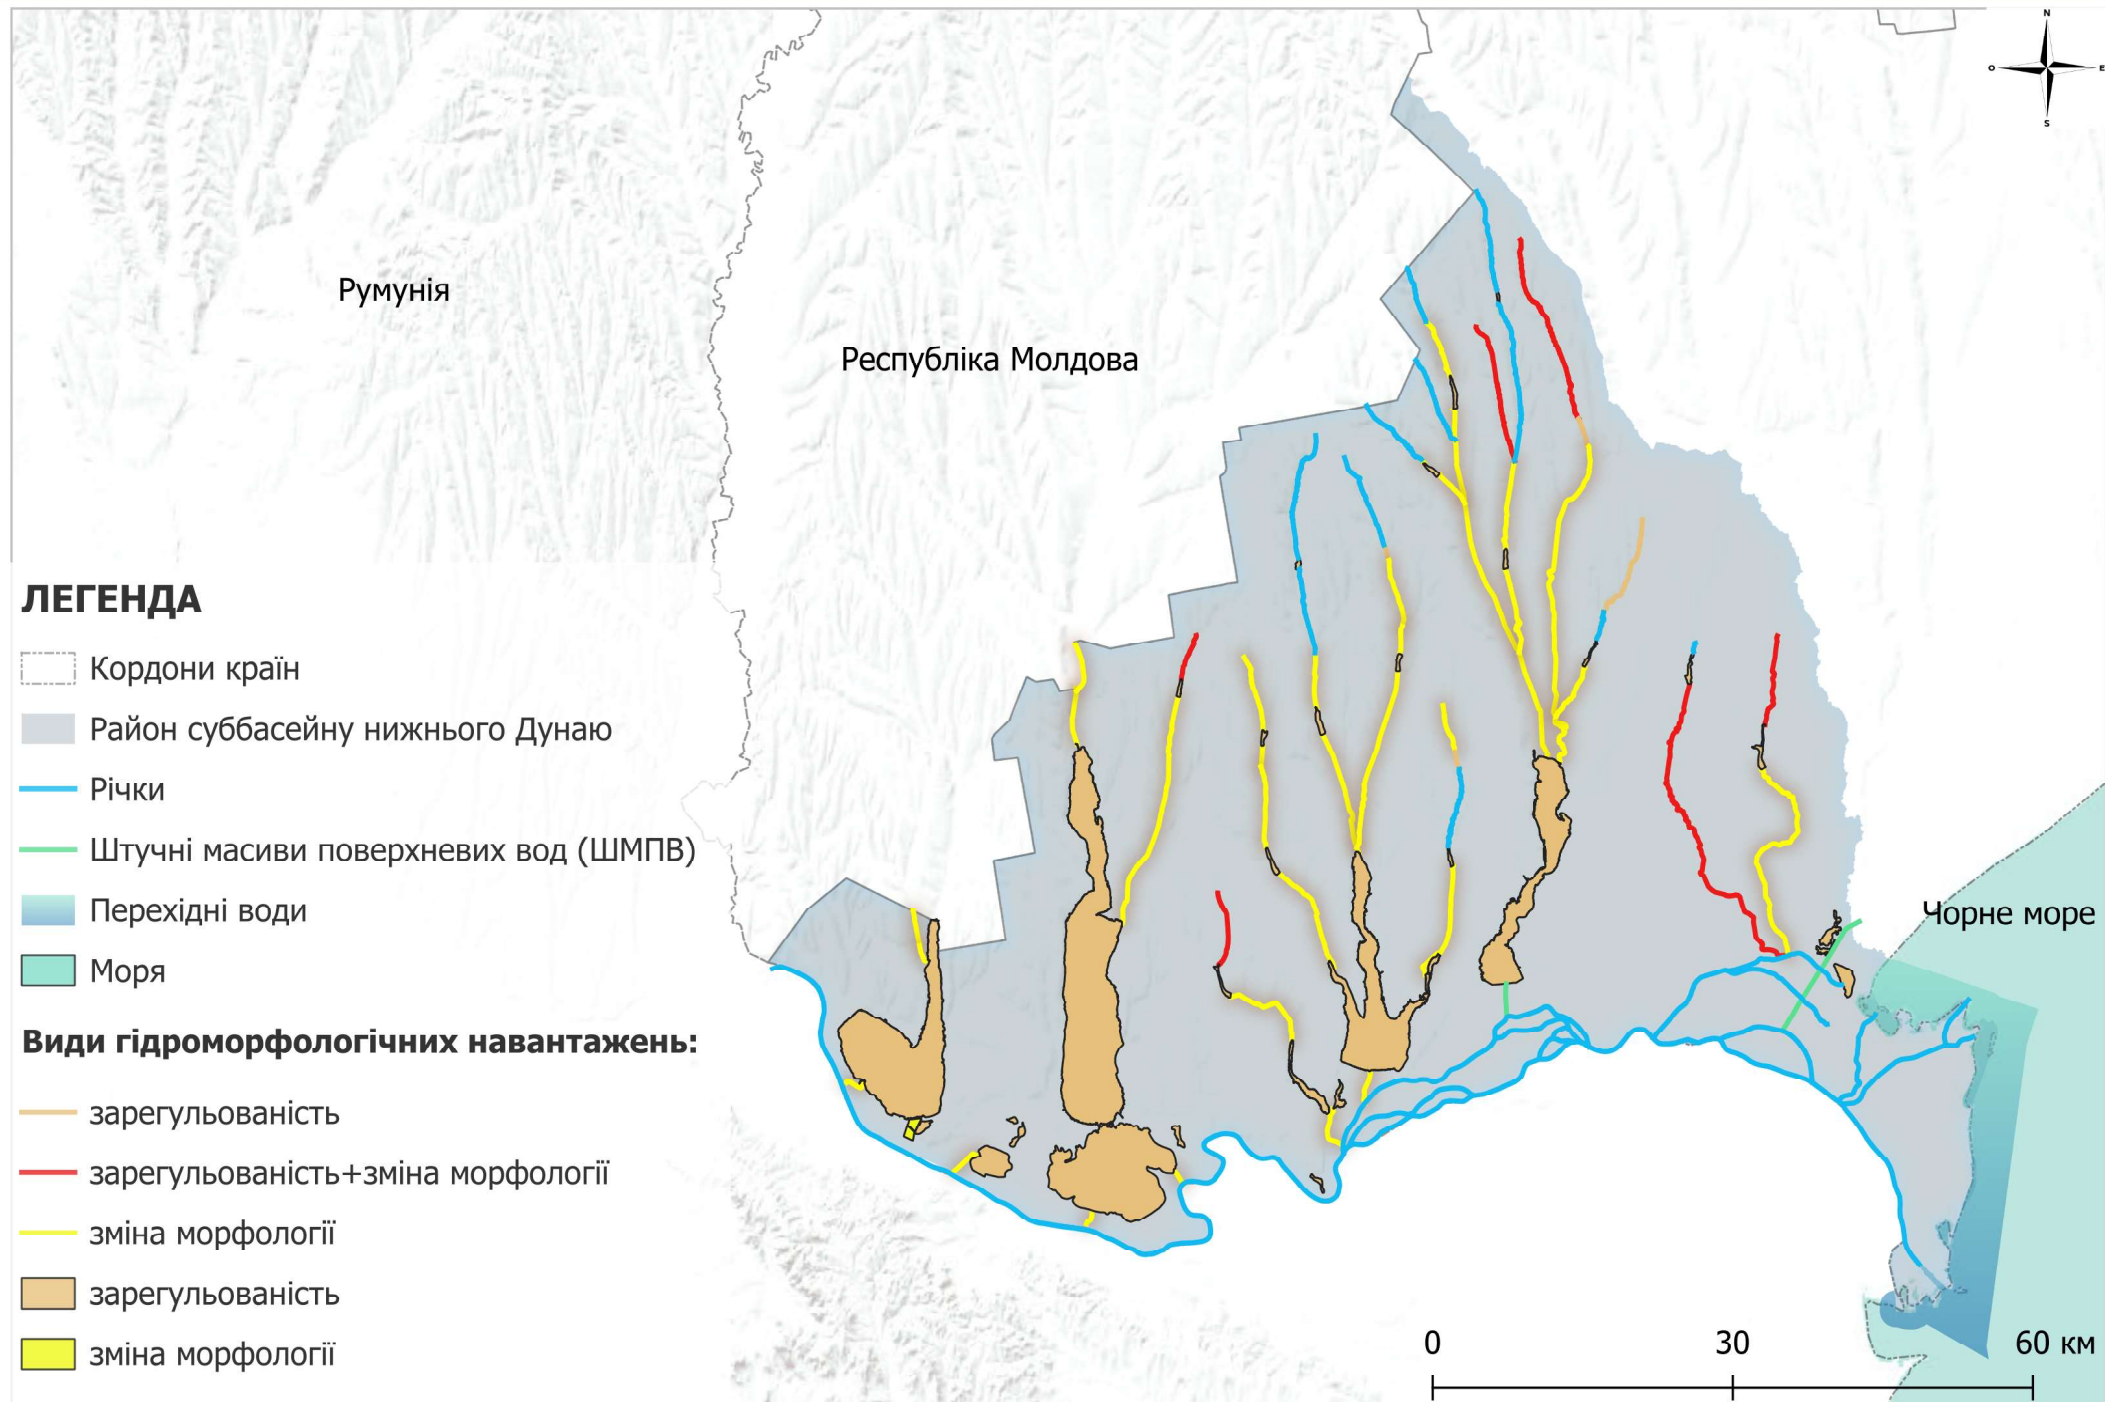 N
O
E
S
Румунія
Республіка Молдова
Чорне море
ЛЕГЕНДА
Кордони країн
Район суббасейну нижнього Дунаю
Річки
Штучні масиви поверхневих вод (ШМПВ)
Перехідні води
Моря
Види гідроморфологічних навантажень:
зарегульованість
зарегульованість+зміна морфології
зміна морфології
зарегульованість
зміна морфології
0 30 60 км